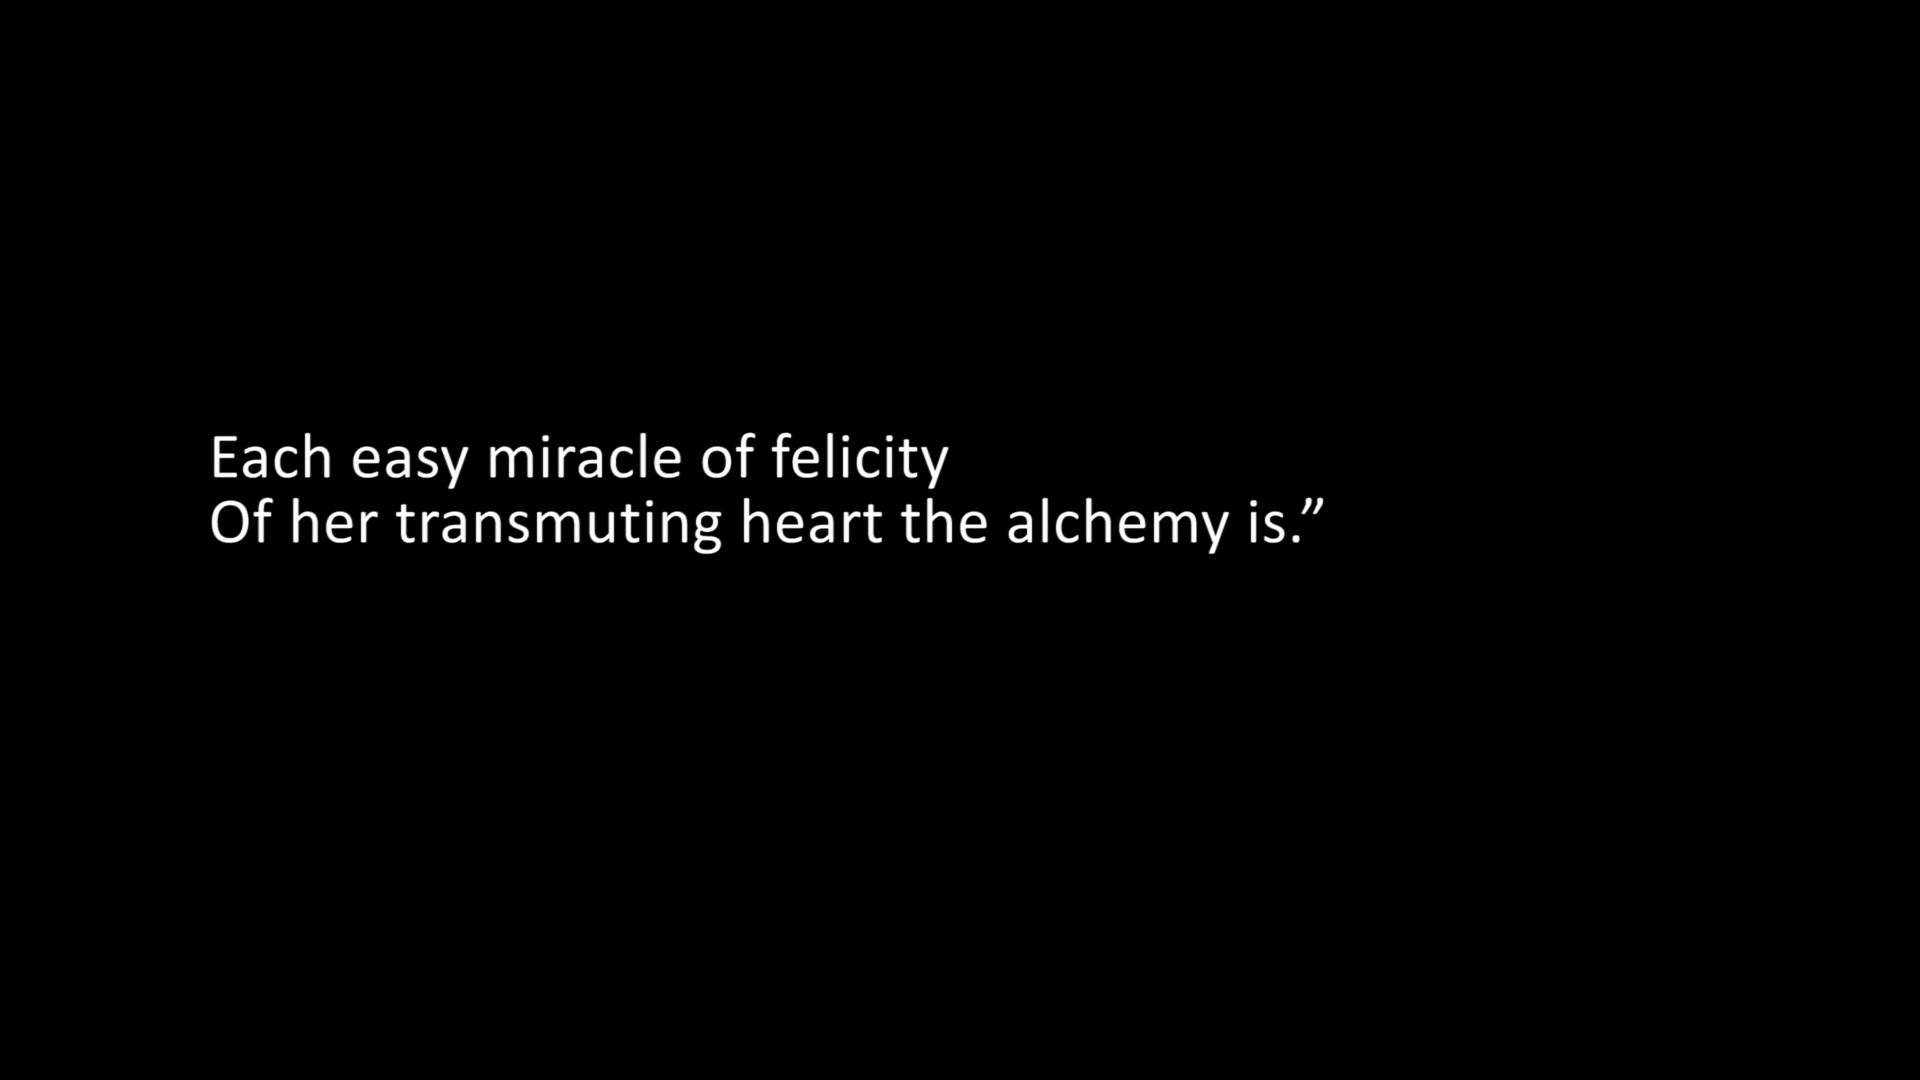 Each easy miracle of felicity
Of her transmuting heart the alchemy is.”